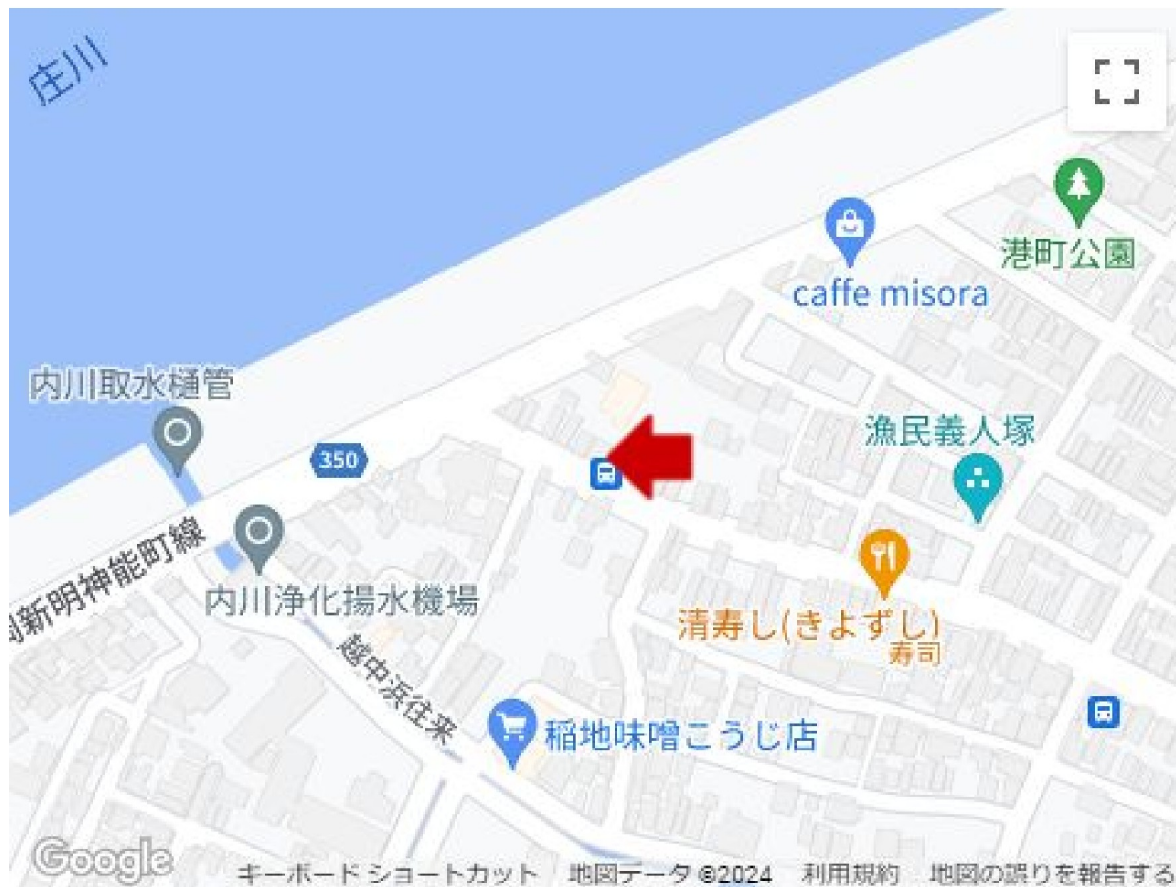 庄川
港町公園
caffe misora
内川取水樋管
漁民義人塚
350
新明神能町線
内川浄化揚水機場
清寿し(きよずし)
寿司
越中浜往来
稲地味噌こうじ店
Google
キーボード ショートカット 地図データ ©2024 利用規約 地図の誤りを報告する